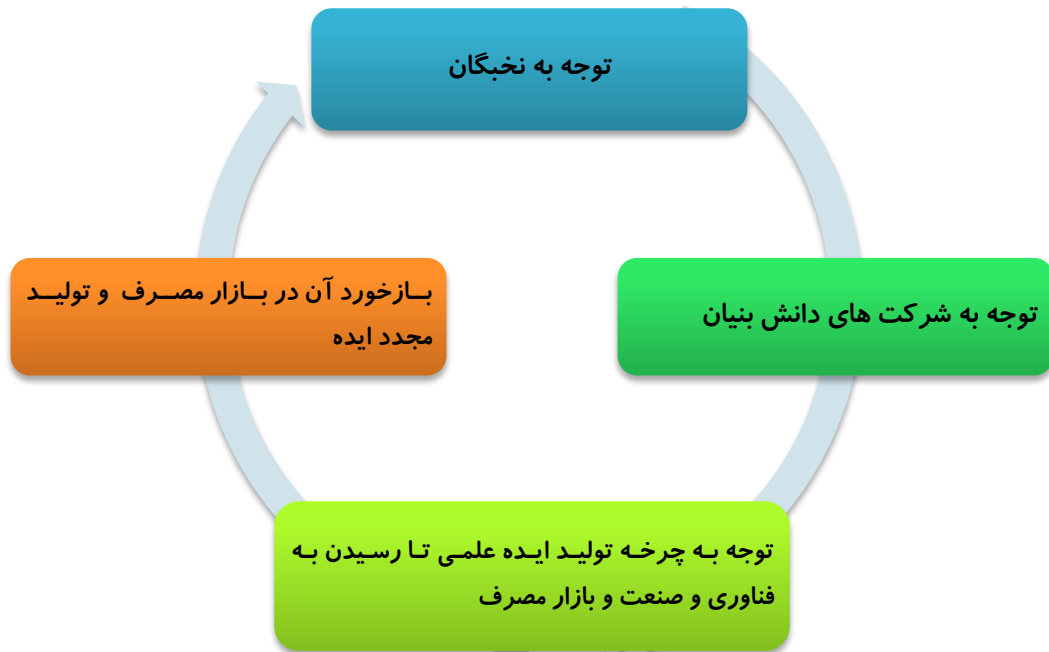 توجه به نخبگان
توجه به شرکت های دانش بنیان
توجه به چرخه تولید ایده علمی تا رسیدن به
فناوری و صنعت و بازار مصرف
بازخورد آن در بازار مصرف و تولید
مجدد ایده